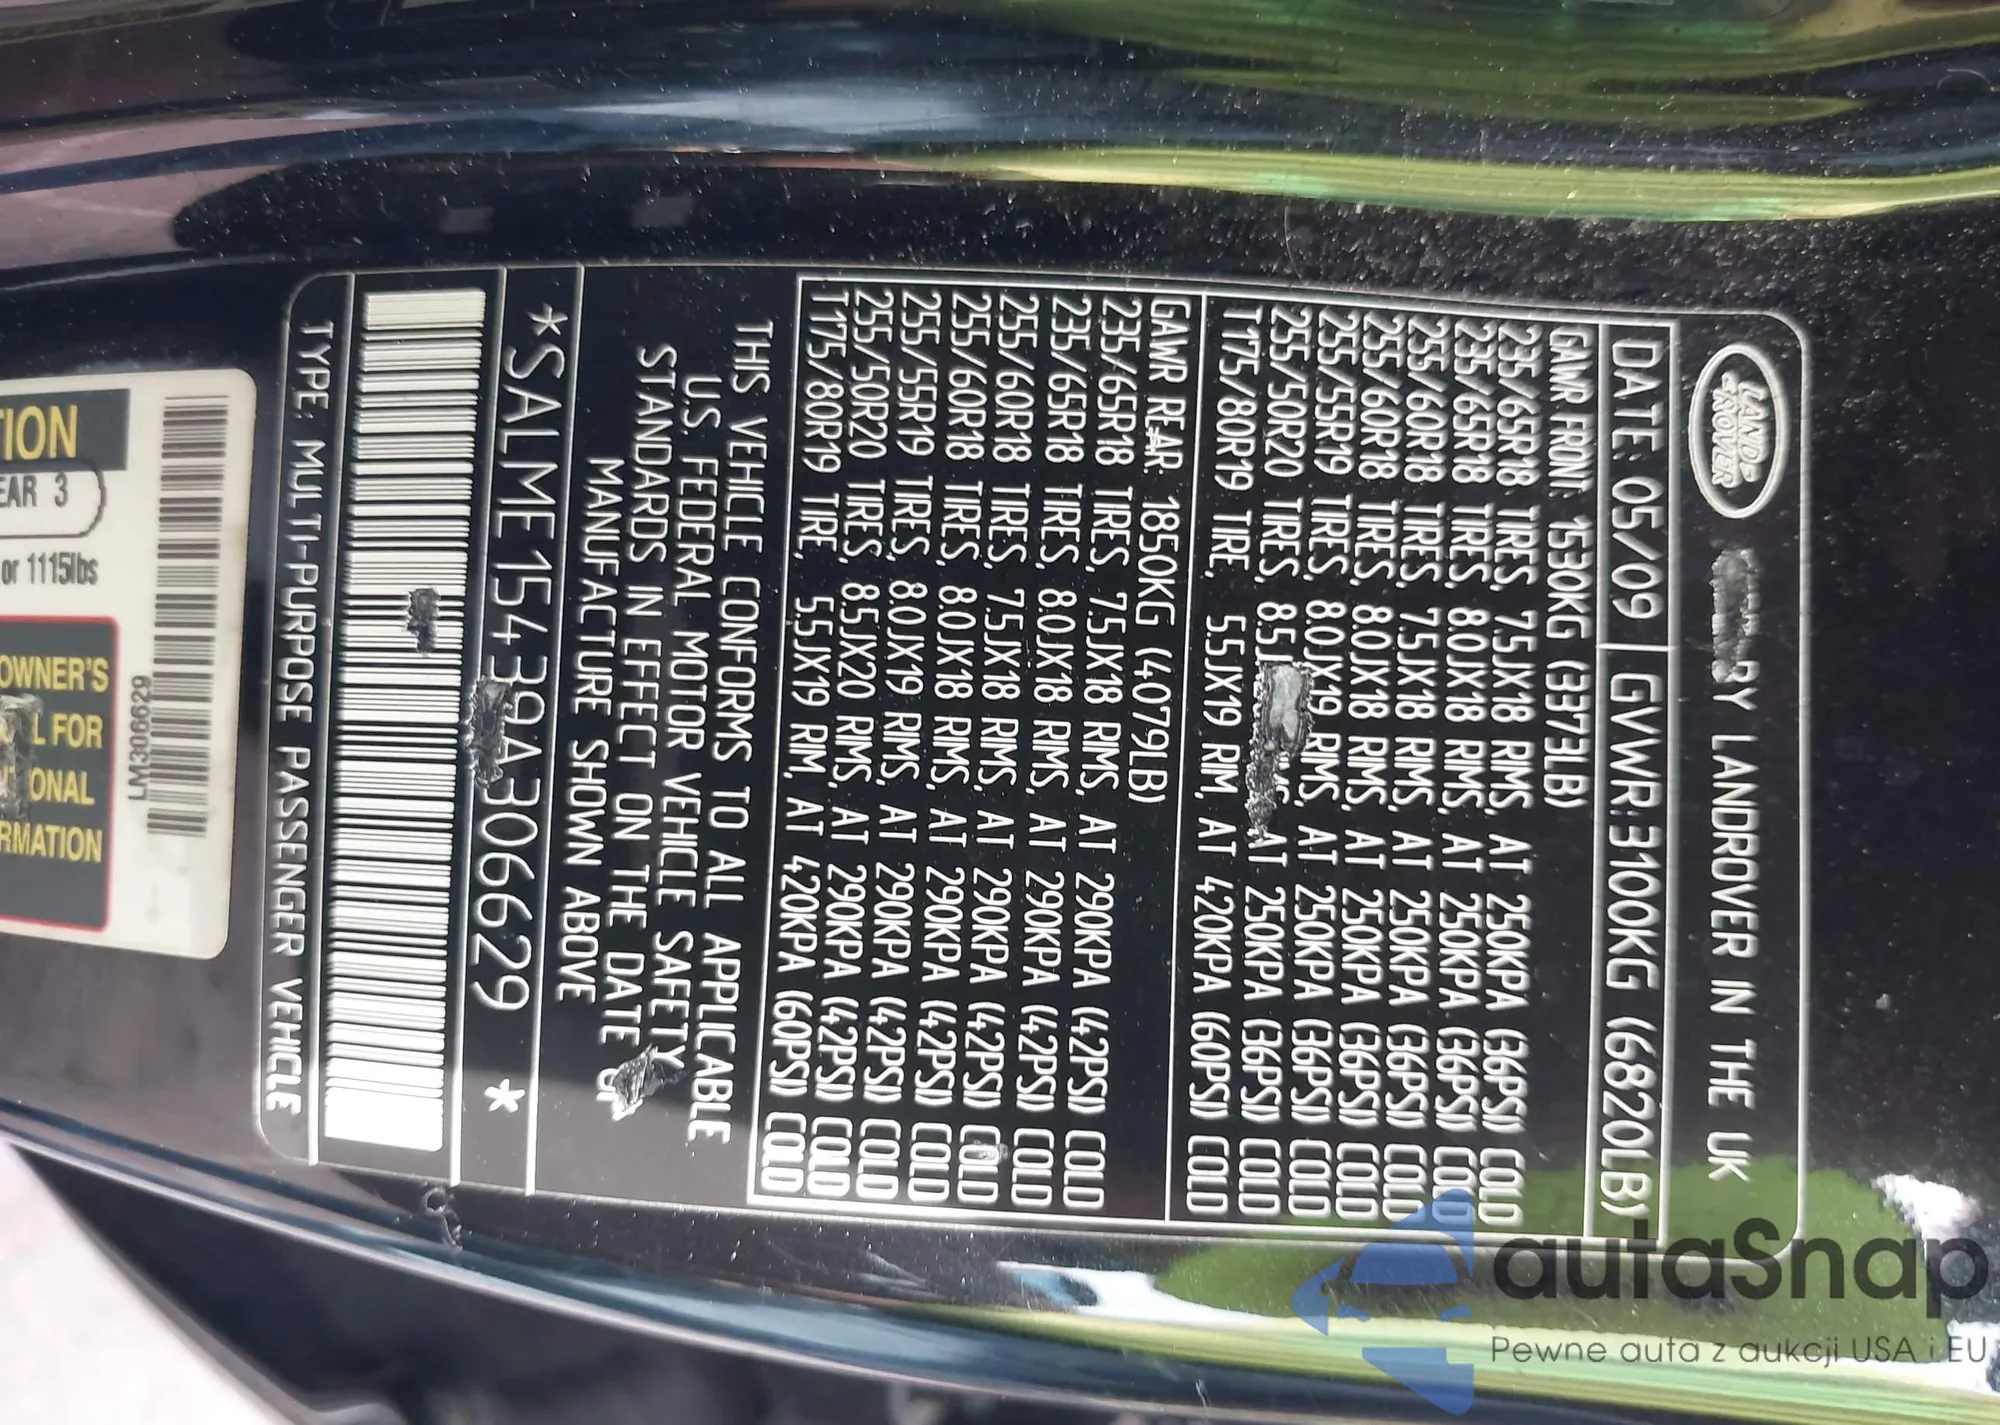 LAND
ROVER
BY LANDROVER IN THE UK
DATE: 05/09 GVWR:3100KG (6820LB)
GAWR FRONT: 1530KG (3373LB)
235/65R18 TIRES, 7.5JX18 RIMS, AT 250KPA (36PSI) COLD
235/65R18 TIRES, 8.0JX18 RIMS, AT 250KPA (36PSI) COLD
255/60R18 TIRES, 7.5JX18 RIMS, AT 250KPA (36PSI) COLD
255/60R18 TIRES, 8.0JX18 RIMS, AT 250KPA (36PSI) COLD
255/55R19 TIRES, 8.0JX19 RIMS, AT 250KPA (36PSI) COLD
255/50R20 TIRES, AT 250KPA (36PSI) COLD
T175/80R19 TIRE, 5.5JX19 RIM, AT 420KPA (60PSI) COLD
GAWR REAR: 1850KG (4079LB)
235/65R18 TIRES, 7.5JX18 RIMS, AT 290KPA (42PSI) COLD
235/65R18 TIRES, 8.0JX18 RIMS, AT 290KPA (42PSI) COLD
255/60R18 TIRES, 7.5JX18 RIMS, AT 290KPA (42PSI) COLD
255/60R18 TIRES, 8.0JX18 RIMS, AT 290KPA (42PSI) COLD
255/55R19 TIRES, 8.0JX19 RIMS, AT 290KPA (42PSI) COLD
255/50R20 TIRES, 8.5JX20 RIMS, AT 290KPA (42PSI) COLD
T175/80R19 TIRE, 5.5JX19 RIM, AT 420KPA (60PSI) COLD
THIS VEHICLE CONFORMS TO ALL APPLICABLE
U.S. FEDERAL MOTOR VEHICLE SAFETY
STANDARDS IN EFFECT ON THE DATE OF
MANUFACTURE SHOWN ABOVE
*SALME15439A306629 *
TYPE: MULTI-PURPOSE PASSENGER VEHICLE
LM306629
TION
EAR 3
or 1115lbs
OWNER'S
L FOR
ONAL
RMATION
autaSnap
Pewne auta z aukcji USA i EU